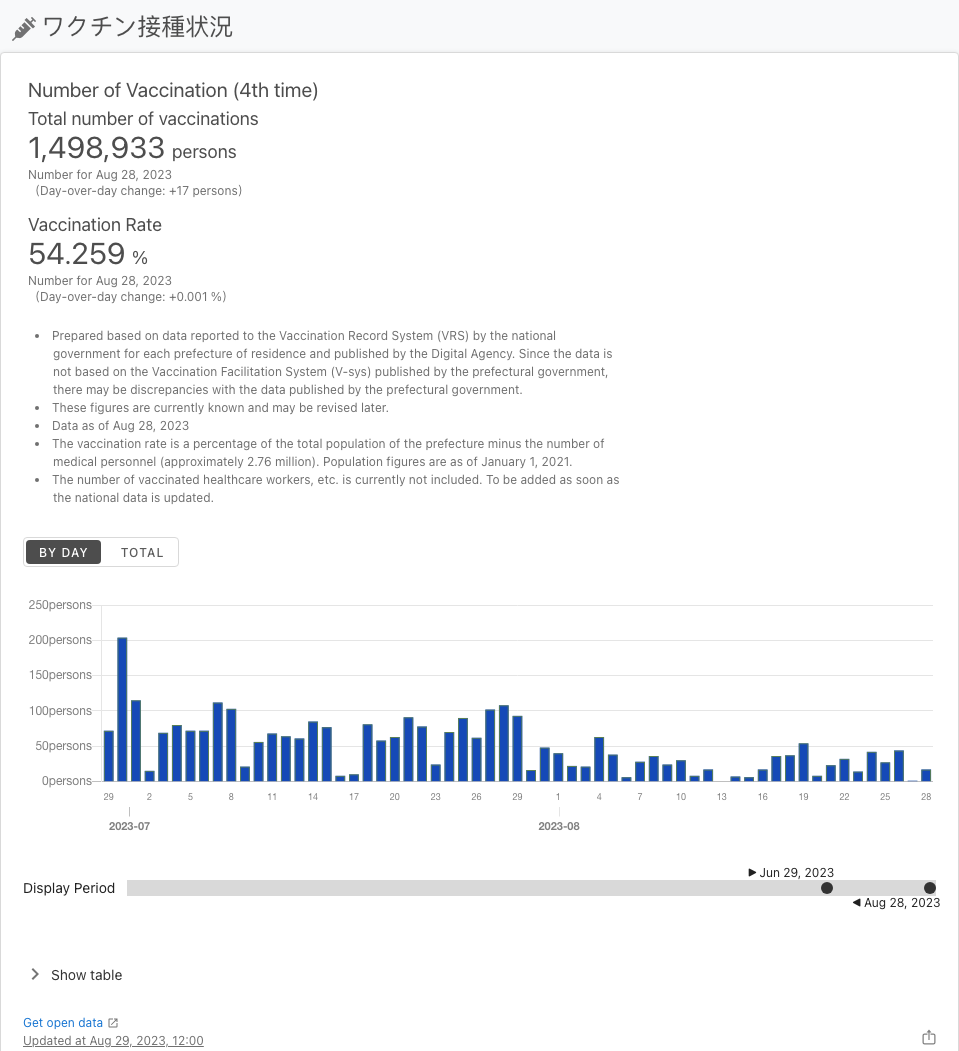 ワクチン接種状況
Number of Vaccination (4th time)
Total number of vaccinations
1,498,933 persons
Number for Aug 28, 2023
(Day-over-day change: +17 persons)
Vaccination Rate
54.259 %
Number for Aug 28, 2023
(Day-over-day change: +0.001 %)
• Prepared based on data reported to the Vaccination Record System (VRS) by the national
government for each prefecture of residence and published by the Digital Agency. Since the data is
not based on the Vaccination Facilitation System (V-sys) published by the prefectural government,
there may be discrepancies with the data published by the prefectural government.
• These figures are currently known and may be revised later.
• Data as of Aug 28, 2023
• The vaccination rate is a percentage of the total population of the prefecture minus the number of
medical personnel (approximately 2.76 million). Population figures are as of January 1, 2021.
• The number of vaccinated healthcare workers, etc. is currently not included. To be added as soon as
the national data is updated.
BY DAY TOTAL
250persons
200persons
150persons
100persons
50persons
0persons
29 2 5 8 11 14 17 20 23 26 29 1 4 7 10 13 16 19 22 25 28
2023-07 2023-08
Jun 29, 2023
Display Period
Aug 28, 2023
Show table
Get open data
Updated at Aug 29, 2023, 12:00